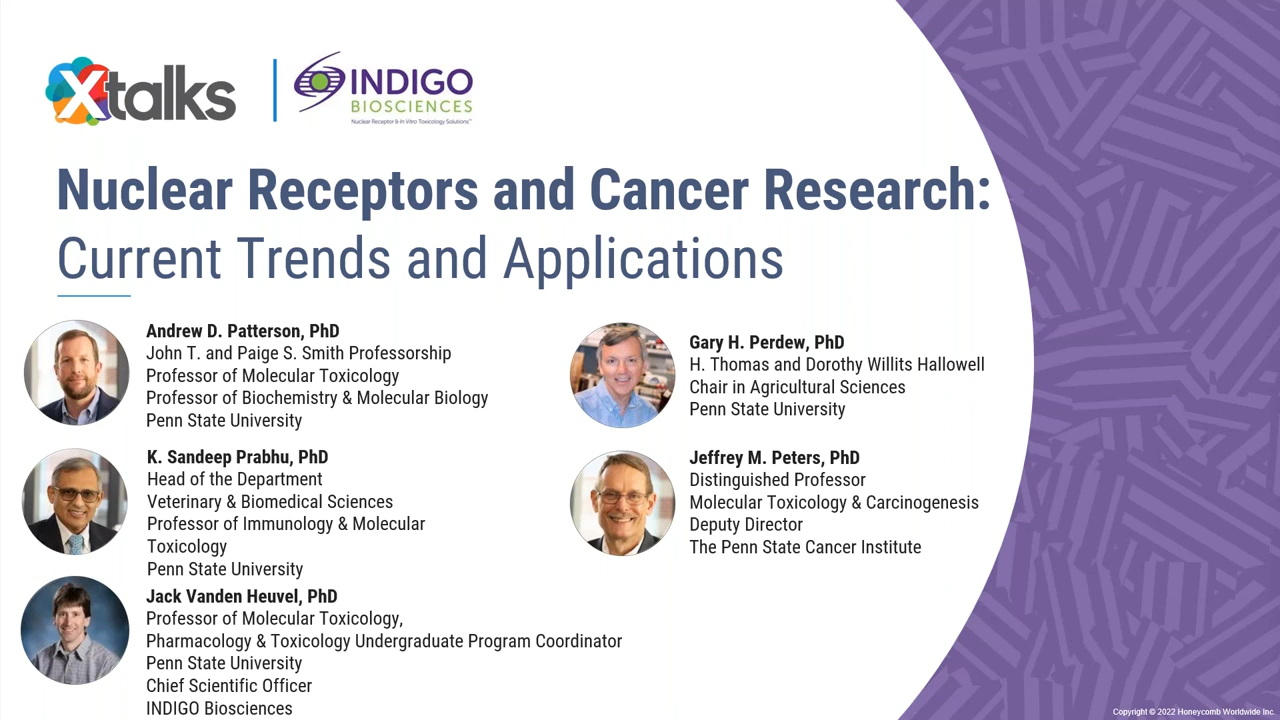 Xtalks
INDIGO
BIOSCIENCES
Nuclear Receptor & In Vitro Toxicology Solutions™
Nuclear Receptors and Cancer Research:
Current Trends and Applications
Andrew D. Patterson, PhD
John T. and Paige S. Smith Professorship
Professor of Molecular Toxicology
Professor of Biochemistry & Molecular Biology
Penn State University
Gary H. Perdew, PhD
H. Thomas and Dorothy Willits Hallowell
Chair in Agricultural Sciences
Penn State University
K. Sandeep Prabhu, PhD
Head of the Department
Veterinary & Biomedical Sciences
Professor of Immunology & Molecular
Toxicology
Penn State University
Jeffrey M. Peters, PhD
Distinguished Professor
Molecular Toxicology & Carcinogenesis
Deputy Director
The Penn State Cancer Institute
Jack Vanden Heuvel, PhD
Professor of Molecular Toxicology,
Pharmacology & Toxicology Undergraduate Program Coordinator
Penn State University
Chief Scientific Officer
INDIGO Biosciences
Copyright © 2022 Honeycomb Worldwide Inc.